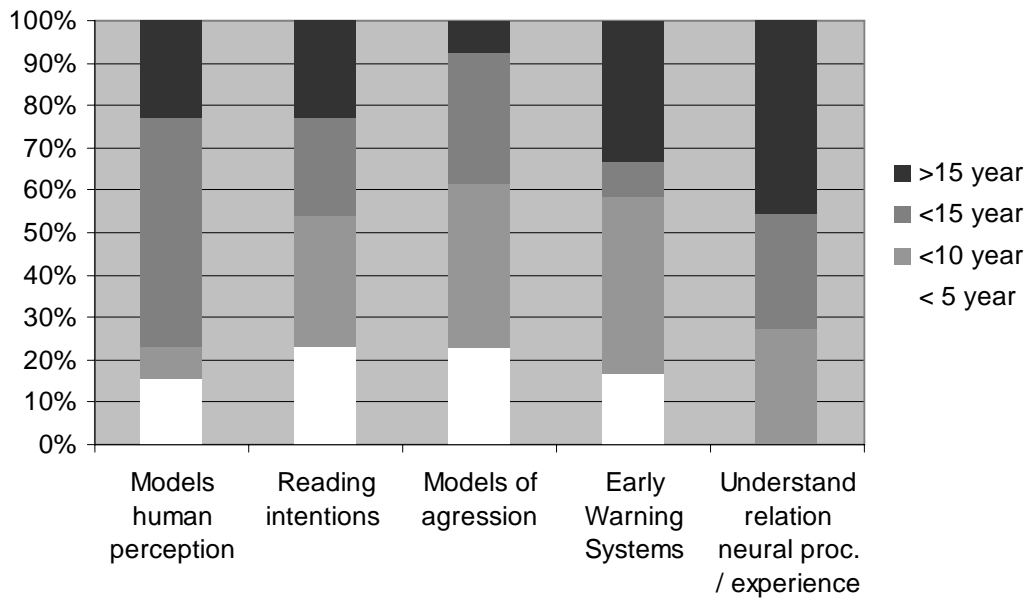 100%
90%
80%
70%
60%
50%
40%
30%
20%
10%
0%
Models
human
perception
Reading
intentions
Models of
agression
Early
Warning
Systems
Understand
relation
neural proc.
/ experience
>15 year
<15 year
<10 year
< 5 year